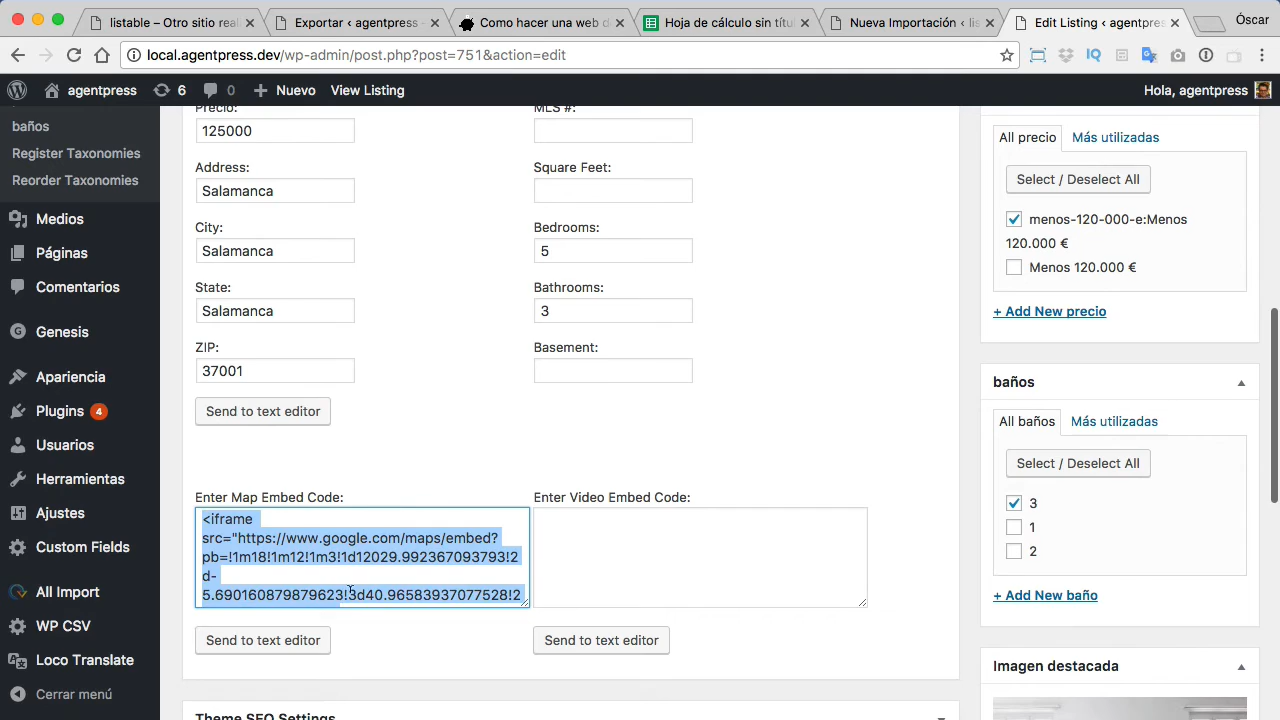 listable – Otro sitio reali
Exportar ‹ agentpress –
Como hacer una web d
Hoja de cálculo sin títu
Nueva Importación ‹ lis
Edit Listing ‹ agentpres
Óscar
local.agentpress.dev/wp-admin/post.php?post=751&action=edit
agentpress
6
0
Nuevo
View Listing
Hola, agentpress
baños
Register Taxonomies
Reorder Taxonomies
Medios
Páginas
Comentarios
Genesis
Apariencia
Plugins 4
Usuarios
Herramientas
Ajustes
Custom Fields
All Import
WP CSV
Loco Translate
Cerrar menú
Precio:
125000
MLS #:
Address:
Salamanca
Square Feet:
City:
Salamanca
Bedrooms:
5
State:
Salamanca
Bathrooms:
3
ZIP:
37001
Basement:
Send to text editor
Enter Map Embed Code:
<iframe
src="https://www.google.com/maps/embed?
pb=!1m18!1m12!1m3!1d12029.992367093793!2
d-
5.690160879879623!3d40.96583937077528!2
Send to text editor
Enter Video Embed Code:
Send to text editor
Theme SEO Settings
All precio
Más utilizadas
Select / Deselect All
menos-120-000-e:Menos
120.000 €
Menos 120.000 €
+ Add New precio
baños
All baños
Más utilizadas
Select / Deselect All
3
1
2
+ Add New baño
Imagen destacada